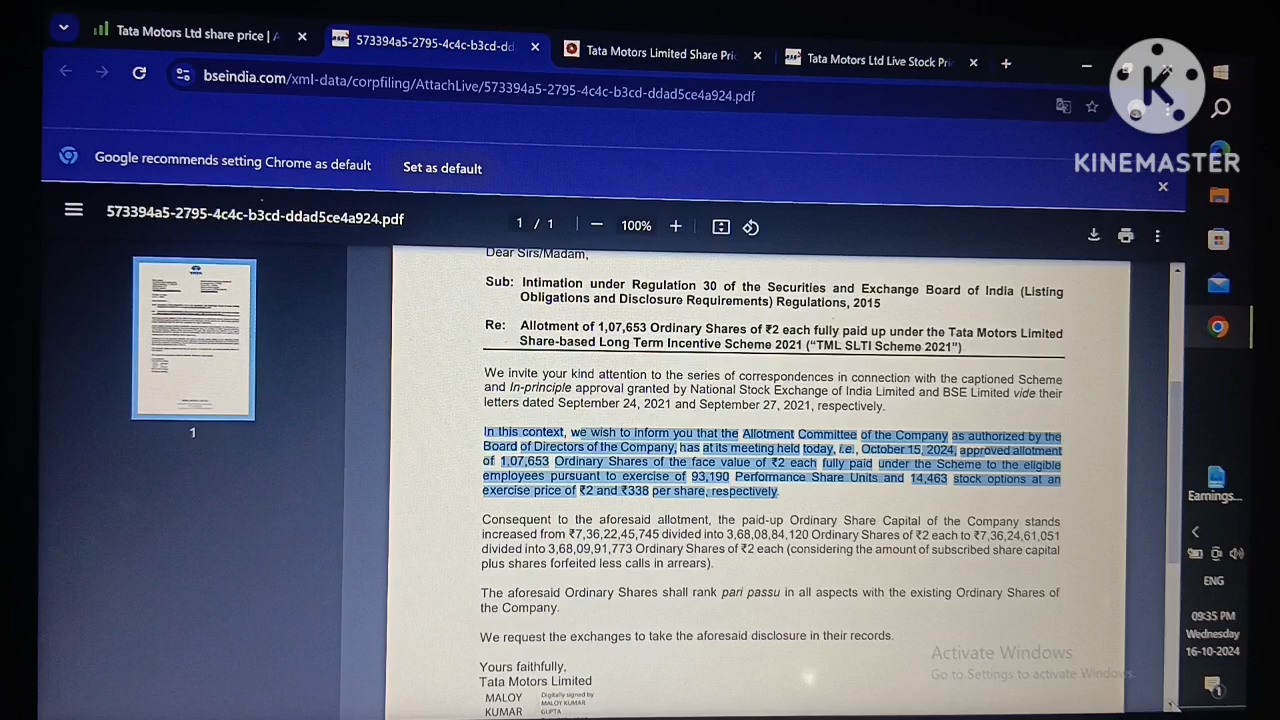 Tata Motors Ltd share price | A
573394a5-2795-4c4c-b3cd-dd
Tata Motors Limited Share Pri
Tata Motors Ltd Live Stock Pri
bseindia.com/xml-data/corpfiling/AttachLive/573394a5-2795-4c4c-b3cd-ddad5ce4a924.pdf
K
KINEMASTER
Google recommends setting Chrome as default
Set as default
573394a5-2795-4c4c-b3cd-ddad5ce4a924.pdf
1 / 1
100%
1
Dear Sirs/Madam,
Sub: Intimation under Regulation 30 of the Securities and Exchange Board of India (Listing
Obligations and Disclosure Requirements) Regulations, 2015
Re: Allotment of 1,07,653 Ordinary Shares of ₹2 each fully paid up under the Tata Motors Limited
Share-based Long Term Incentive Scheme 2021 (“TML SLTI Scheme 2021”)
We invite your kind attention to the series of correspondences in connection with the captioned Scheme
and In-principle approval granted by National Stock Exchange of India Limited and BSE Limited vide their
letters dated September 24, 2021 and September 27, 2021, respectively.
In this context, we wish to inform you that the Allotment Committee of the Company as authorized by the
Board of Directors of the Company, has at its meeting held today, i.e., October 15, 2024, approved allotment
of 1,07,653 Ordinary Shares of the face value of ₹2 each fully paid under the Scheme to the eligible
employees pursuant to exercise of 93,190 Performance Share Units and 14,463 stock options at an
exercise price of ₹2 and ₹338 per share, respectively.
Consequent to the aforesaid allotment, the paid-up Ordinary Share Capital of the Company stands
increased from ₹7,36,22,45,745 divided into 3,68,08,84,120 Ordinary Shares of ₹2 each to ₹7,36,24,61,051
divided into 3,68,09,91,773 Ordinary Shares of ₹2 each (considering the amount of subscribed share capital
plus shares forfeited less calls in arrears).
The aforesaid Ordinary Shares shall rank pari passu in all aspects with the existing Ordinary Shares of
the Company.
We request the exchanges to take the aforesaid disclosure in their records.
Yours faithfully,
Tata Motors Limited
MALOY
KUMAR
Digitally signed by
MALOY KUMAR
GUPTA
Activate Windows
Go to Settings to activate Windows.
Earnings...
ENG
09:35 PM
Wednesday
16-10-2024
1